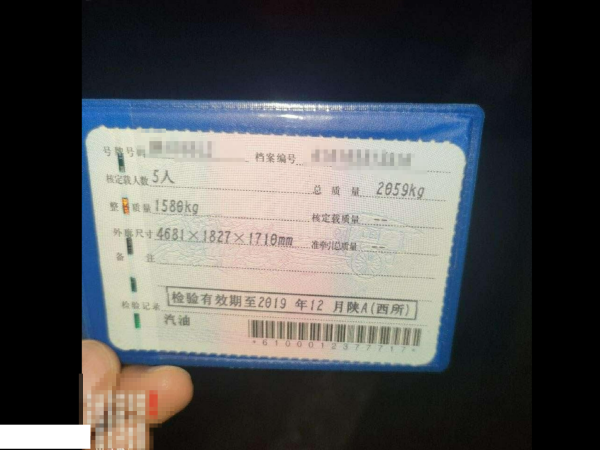 号牌号码 档案编号
核定载人数 5人 总质量 2059kg
整备质量 1580kg 核定载质量 --
外廓尺寸 4681×1827×1710mm 准牵引总质量 --
备注
检验记录 检验有效期至2019 年12 月陕A(西所)
汽油
*6100012377717*